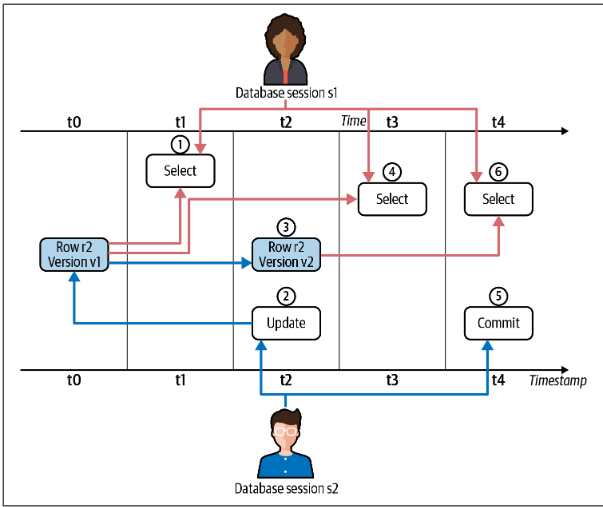 Database session s1
Time
t0 t1 t2 t3 t4
1
Select
4
Select
6
Select
Row r2
Version v1
3
Row r2
Version v2
2
Update
5
Commit
t0 t1 t2 t3 t4 Timestamp
Database session s2